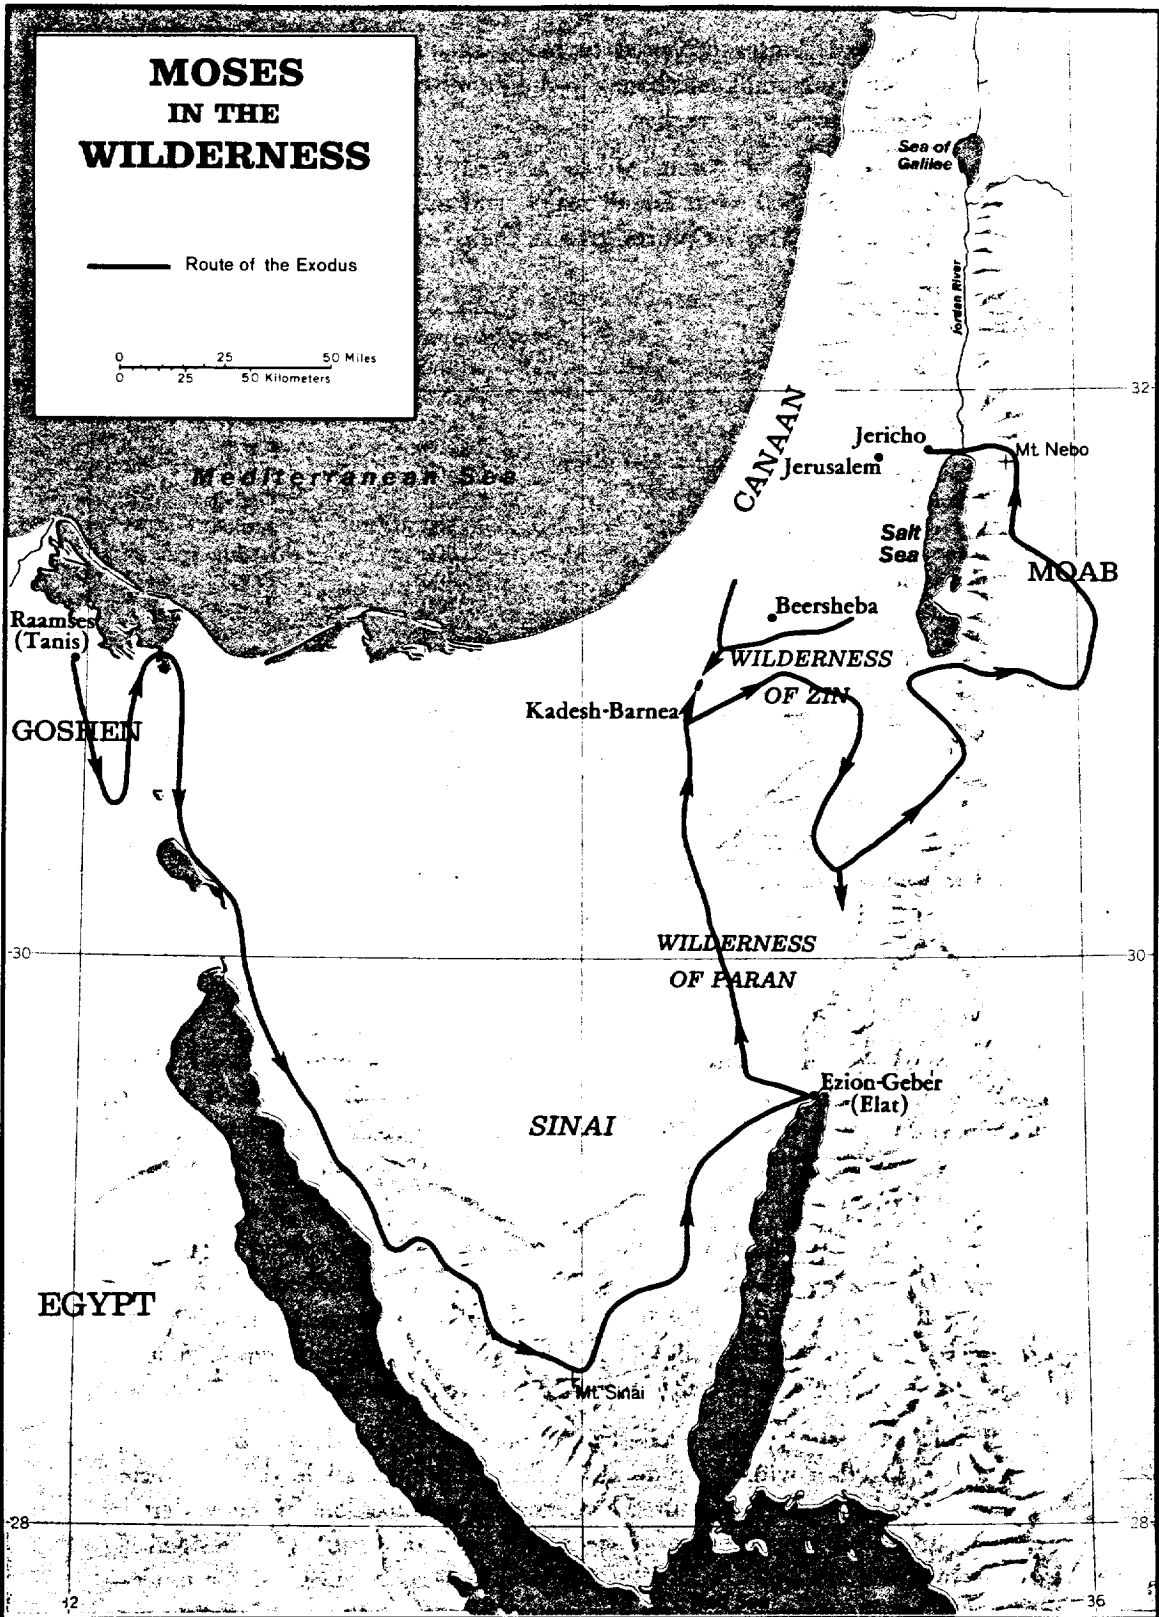 MOSES
IN THE
WILDERNESS
Route of the Exodus
0 25 50 Miles
0 25 50 Kilometers
Sea of
Galilee
Jordan River
32
CANAAN
Jericho
Jerusalem
Mt. Nebo
Mediterranean Sea
Salt
Sea
MOAB
Raamses
(Tanis)
Beersheba
WILDERNESS
OF ZIN
Kadesh-Barnea
GOSHEN
30
WILDERNESS
OF PARAN
30
Ezion-Geber
(Elat)
SINAI
EGYPT
Mt. Sinai
28
28
36